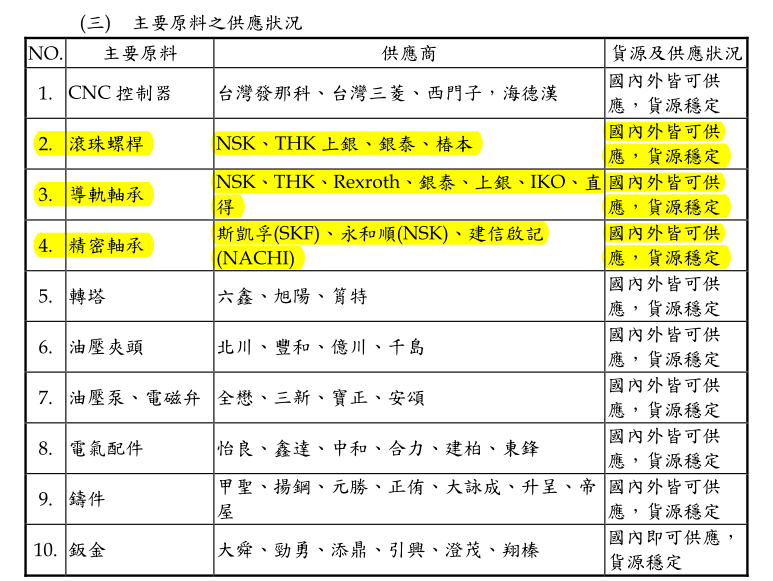 (三) 主要原料之供應狀況
NO. 主要原料 供應商 貨源及供應狀況
1. CNC 控制器 台灣發那科、台灣三菱、西門子，海德漢 國內外皆可供
應，貨源穩定
2. 滾珠螺桿 NSK、THK 上銀、銀泰、椿本 國內外皆可供
應，貨源穩定
3. 導軌軸承 NSK、THK、Rexroth、銀泰、上銀、IKO、直 國內外皆可供
得 應，貨源穩定
4. 精密軸承 斯凱孚(SKF)、永和順(NSK)、建信啟記 國內外皆可供
(NACHI) 應，貨源穩定
5. 轉塔 六鑫、旭陽、筲特 國內外皆可供
應，貨源穩定
6. 油壓夾頭 北川、豐和、億川、千島 國內外皆可供
應，貨源穩定
7. 油壓泵、電磁弁 全懋、三新、寶正、安頌 國內外皆可供
應，貨源穩定
8. 電氣配件 怡良、鑫達、中和、合力、建柏、東鋒 國內外皆可供
應，貨源穩定
9. 鑄件 甲聖、揚鋼、元勝、正侑、大詠成、升呈、帝 國內外皆可供
屋 應，貨源穩定
10. 鈑金 大舜、勁勇、添鼎、引興、澄茂、翔榛 國內即可供應，
貨源穩定